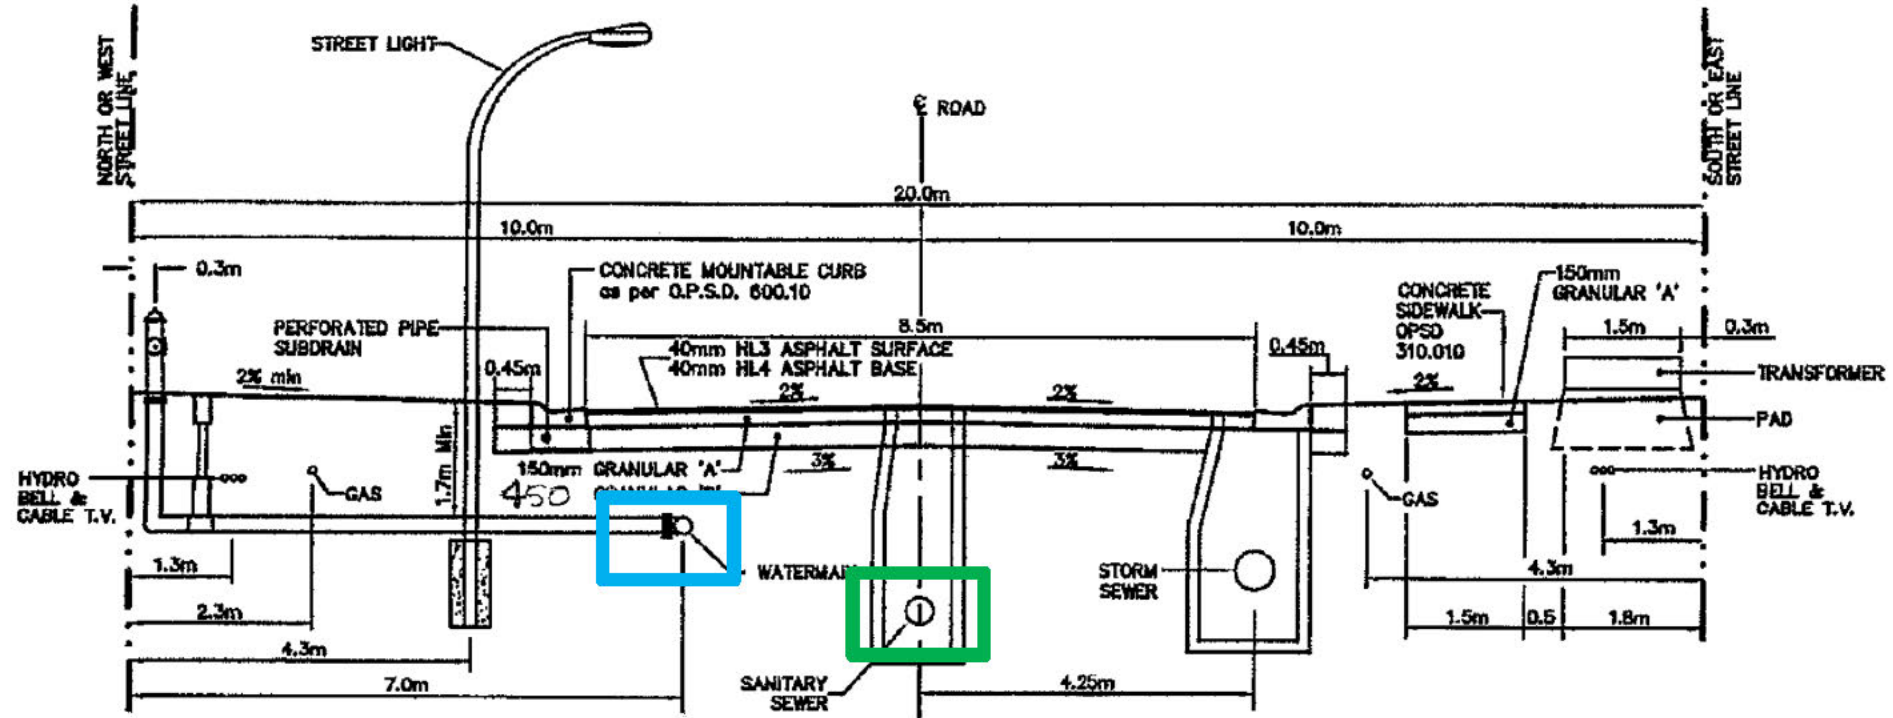 NORTH OR WEST
STREET LINE
STREET LIGHT
℄ ROAD
SOUTH OR EAST
STREET LINE
20.0m
10.0m
10.0m
0.3m
CONCRETE MOUNTABLE CURB
as per O.P.S.D. 600.10
150mm
GRANULAR 'A'
CONCRETE
SIDEWALK
OPSD
310.010
PERFORATED PIPE
SUBDRAIN
8.5m
1.5m
0.3m
40mm HL3 ASPHALT SURFACE
40mm HL4 ASPHALT BASE
0.45m
0.45m
2% min
2%
2%
2%
TRANSFORMER
PAD
1.7m Min
150mm GRANULAR 'A'
3%
3%
450
HYDRO
BELL &
CABLE T.V.
GAS
GAS
HYDRO
BELL &
CABLE T.V.
1.3m
WATERMAIN
STORM
SEWER
1.3m
4.3m
2.3m
1.5m
0.5
1.8m
4.3m
7.0m
SANITARY
SEWER
4.25m